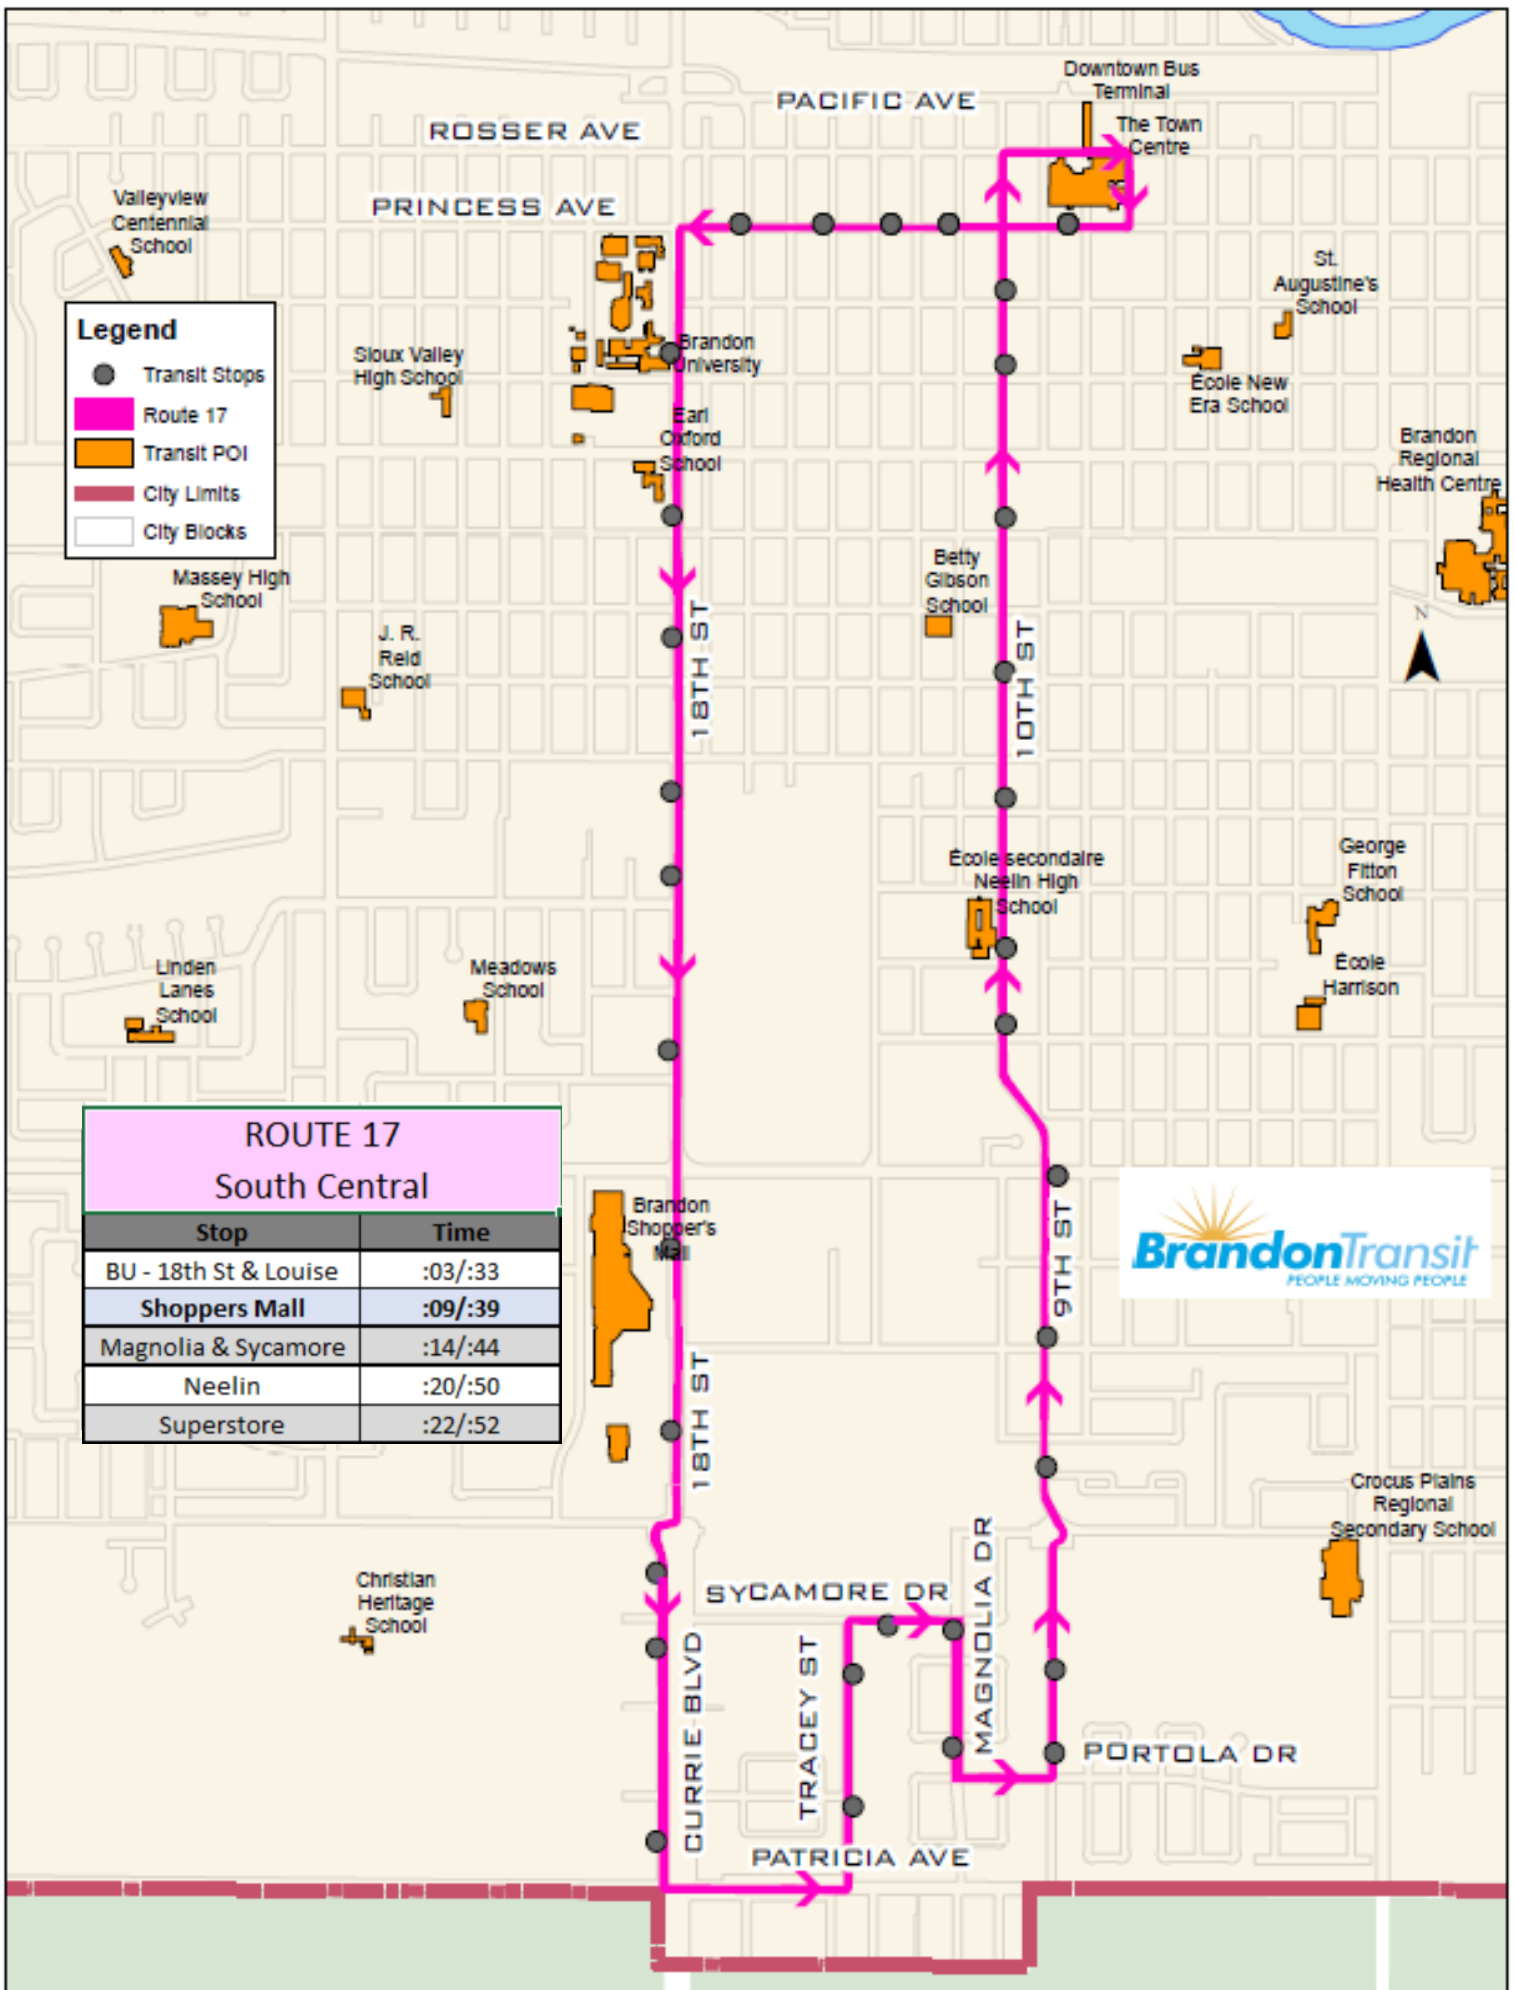 Downtown Bus
Terminal
PACIFIC AVE
The Town
Centre
ROSSER AVE
Valleyview
Centennial
School
PRINCESS AVE
St.
Augustine's
School
Legend
Transit Stops
Route 17
Transit POI
City Limits
City Blocks
Sioux Valley
High School
Brandon
University
École New
Era School
Earl
Oxford
School
Brandon
Regional
Health Centre
Massey High
School
J. R.
Reid
School
Betty
Gibson
School
N
18TH ST
10TH ST
École secondaire
Neelin High
School
George
Fitton
School
École
Harrison
Linden
Lanes
School
Meadows
School
ROUTE 17
South Central
Stop Time
BU - 18th St & Louise :03/:33
Shoppers Mall :09/:39
Magnolia & Sycamore :14/:44
Neelin :20/:50
Superstore :22/:52
Brandon
Shopper's
Mall
9TH ST
BrandonTransit
PEOPLE MOVING PEOPLE
18TH ST
Crocus Plains
Regional
Secondary School
Christian
Heritage
School
SYCAMORE DR
MAGNOLIA DR
CURRIE BLVD
TRACEY ST
PORTOLA DR
PATRICIA AVE